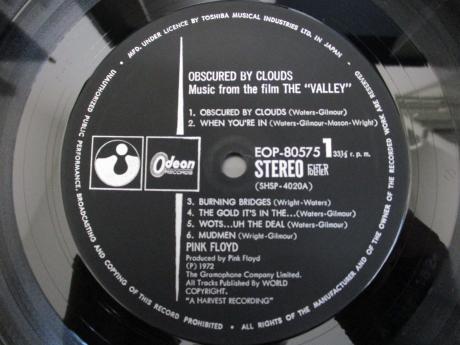 • MFD. UNDER LICENCE BY TOSHIBA MUSICAL INDUSTRIES LTD. IN JAPAN. •
UNAUTHORIZED PUBLIC PERFORMANCE, BROADCASTING AND COPYING OF THIS RECORD PROHIBITED • ALL RIGHTS OF THE MANUFACTURER AND OF THE OWNER OF THE RECORDED WORK ARE RESERVED
OBSCURED BY CLOUDS
Music from the film THE "VALLEY"
1. OBSCURED BY CLOUDS (Waters-Gilmour)
2. WHEN YOU'RE IN (Waters-Gilmour-Mason-Wright)
Odeon
RECORDS
EOP-80575 1 33⅓ r. p. m.
STEREO
(SHSP-4020A)
3. BURNING BRIDGES (Wright-Waters)
4. THE GOLD IT'S IN THE...(Waters-Gilmour)
5. WOTS...UH THE DEAL (Waters-Gilmour)
6. MUDMEN (Wright-Gilmour)
PINK FLOYD
Produced by Pink Floyd
(P) 1972
The Gramophone Company Limited.
All Tracks Published By WORLD
COPYRIGHT.
"A HARVEST RECORDING"